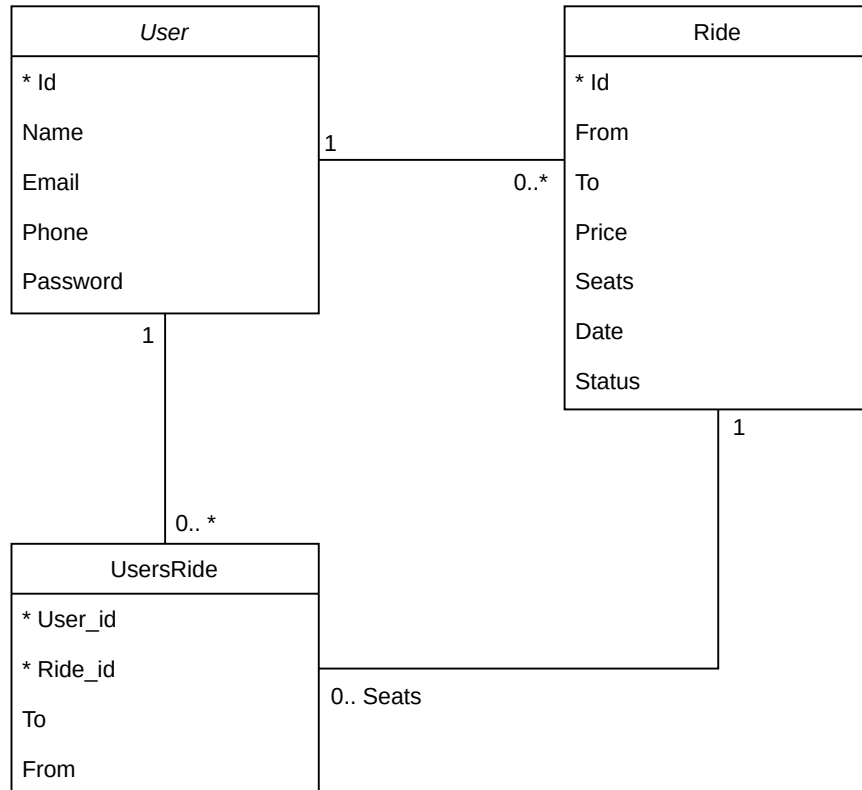 User
* Id
Name
Email
Phone
Password
Ride
* Id
From
To
Price
Seats
Date
Status
1
0..*
1
0.. *
1
0.. Seats
UsersRide
* User_id
* Ride_id
To
From